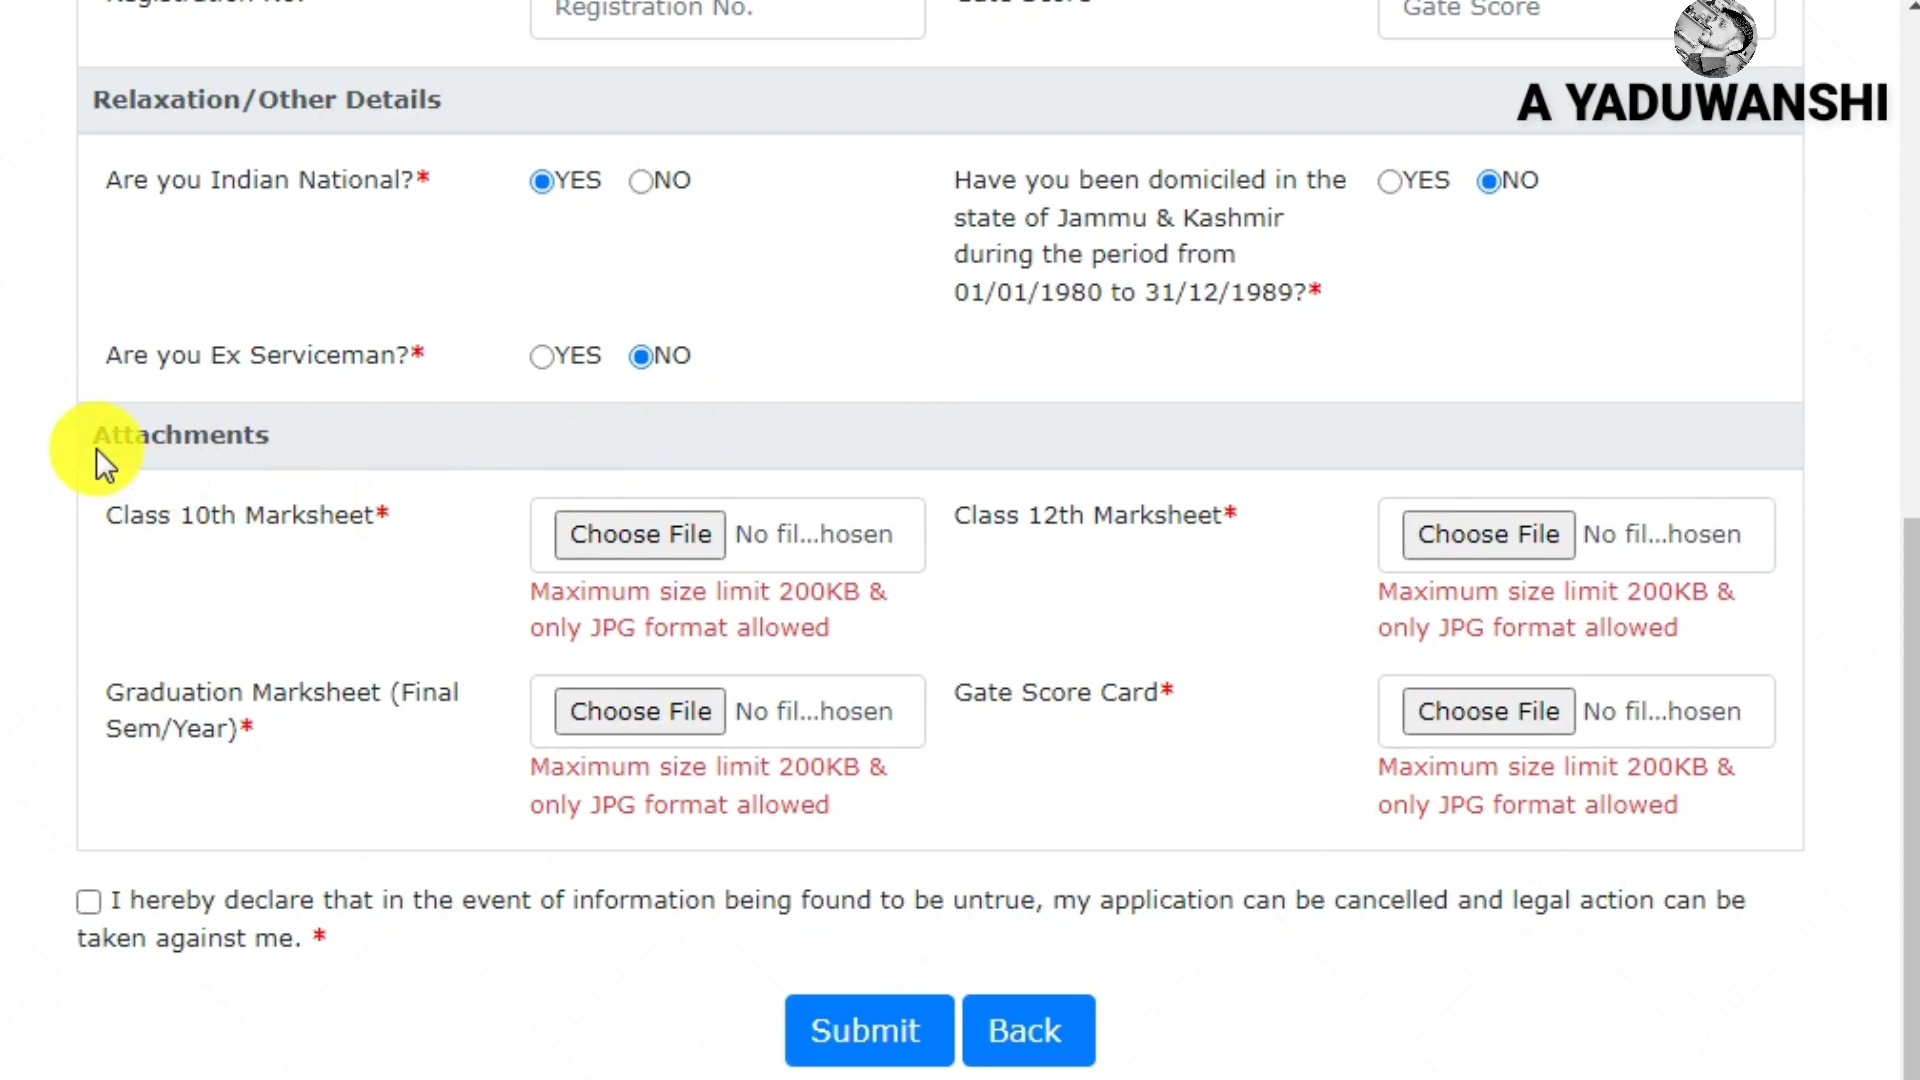 Registration No.
Registration No.
Gate Score
Gate Score
A YADUWANSHI
Relaxation/Other Details
Are you Indian National?*
YES NO
Have you been domiciled in the
state of Jammu & Kashmir
during the period from
01/01/1980 to 31/12/1989?*
YES NO
Are you Ex Serviceman?*
YES NO
Attachments
Class 10th Marksheet*
Choose File No fil...hosen
Maximum size limit 200KB &
only JPG format allowed
Class 12th Marksheet*
Choose File No fil...hosen
Maximum size limit 200KB &
only JPG format allowed
Graduation Marksheet (Final
Sem/Year)*
Choose File No fil...hosen
Maximum size limit 200KB &
only JPG format allowed
Gate Score Card*
Choose File No fil...hosen
Maximum size limit 200KB &
only JPG format allowed
I hereby declare that in the event of information being found to be untrue, my application can be cancelled and legal action can be
taken against me. *
Submit
Back